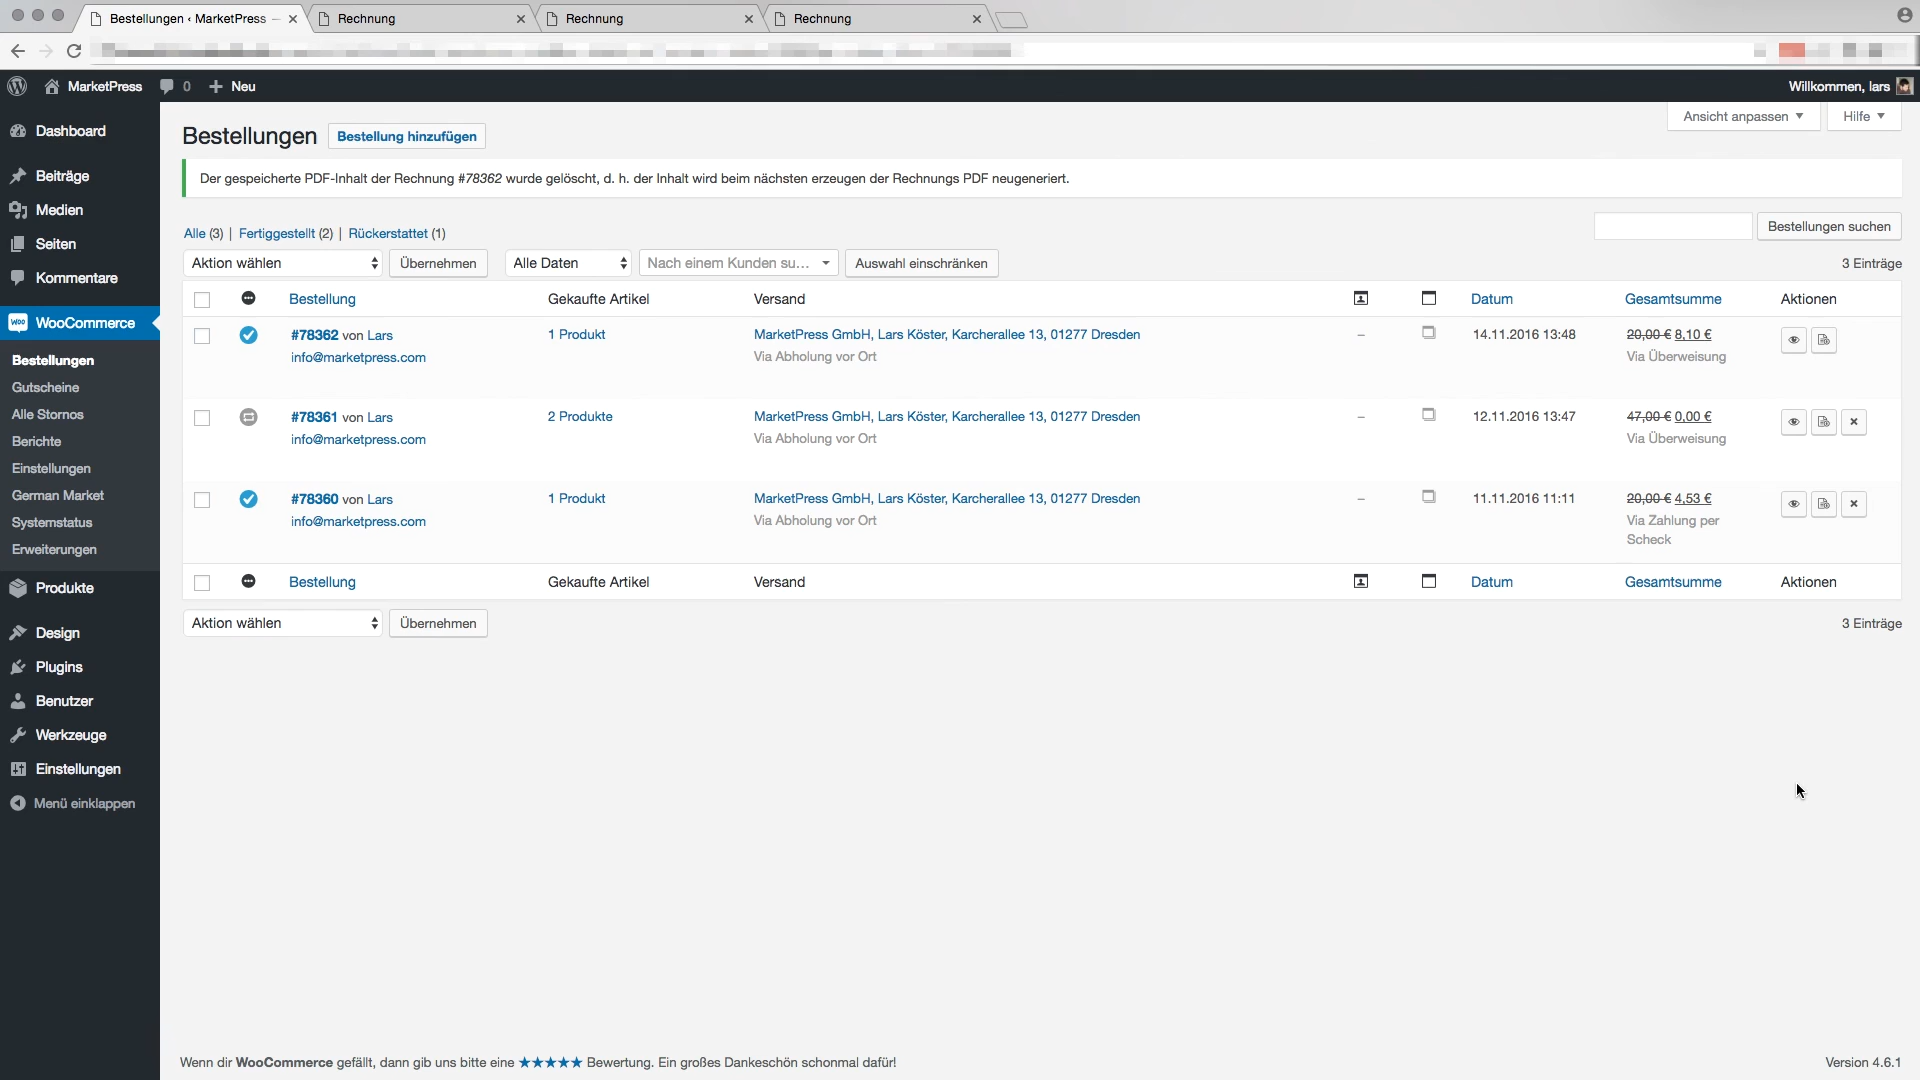 Bestellungen ‹ MarketPress —
Rechnung
Rechnung
Rechnung
MarketPress
0
Neu
Willkommen, lars
Dashboard
Beiträge
Medien
Seiten
Kommentare
WooCommerce
Bestellungen
Gutscheine
Alle Stornos
Berichte
Einstellungen
German Market
Systemstatus
Erweiterungen
Produkte
Design
Plugins
Benutzer
Werkzeuge
Einstellungen
Menü einklappen
Ansicht anpassen
Hilfe
Bestellungen
Bestellung hinzufügen
Der gespeicherte PDF-Inhalt der Rechnung #78362 wurde gelöscht, d. h. der Inhalt wird beim nächsten erzeugen der Rechnungs PDF neugeneriert.
Alle (3) | Fertiggestellt (2) | Rückerstattet (1)
Bestellungen suchen
Aktion wählen Übernehmen Alle Daten Nach einem Kunden su... Auswahl einschränken 3 Einträge
Bestellung Gekaufte Artikel Versand Datum Gesamtsumme Aktionen
#78362 von Lars 1 Produkt MarketPress GmbH, Lars Köster, Karcherallee 13, 01277 Dresden – 14.11.2016 13:48 20,00 € 8,10 €
info@marketpress.com Via Abholung vor Ort Via Überweisung
#78361 von Lars 2 Produkte MarketPress GmbH, Lars Köster, Karcherallee 13, 01277 Dresden – 12.11.2016 13:47 47,00 € 0,00 €
info@marketpress.com Via Abholung vor Ort Via Überweisung
#78360 von Lars 1 Produkt MarketPress GmbH, Lars Köster, Karcherallee 13, 01277 Dresden – 11.11.2016 11:11 20,00 € 4,53 €
info@marketpress.com Via Abholung vor Ort Via Zahlung per
Scheck
Bestellung Gekaufte Artikel Versand Datum Gesamtsumme Aktionen
Aktion wählen Übernehmen 3 Einträge
Wenn dir WooCommerce gefällt, dann gib uns bitte eine ★★★★★ Bewertung. Ein großes Dankeschön schonmal dafür! Version 4.6.1